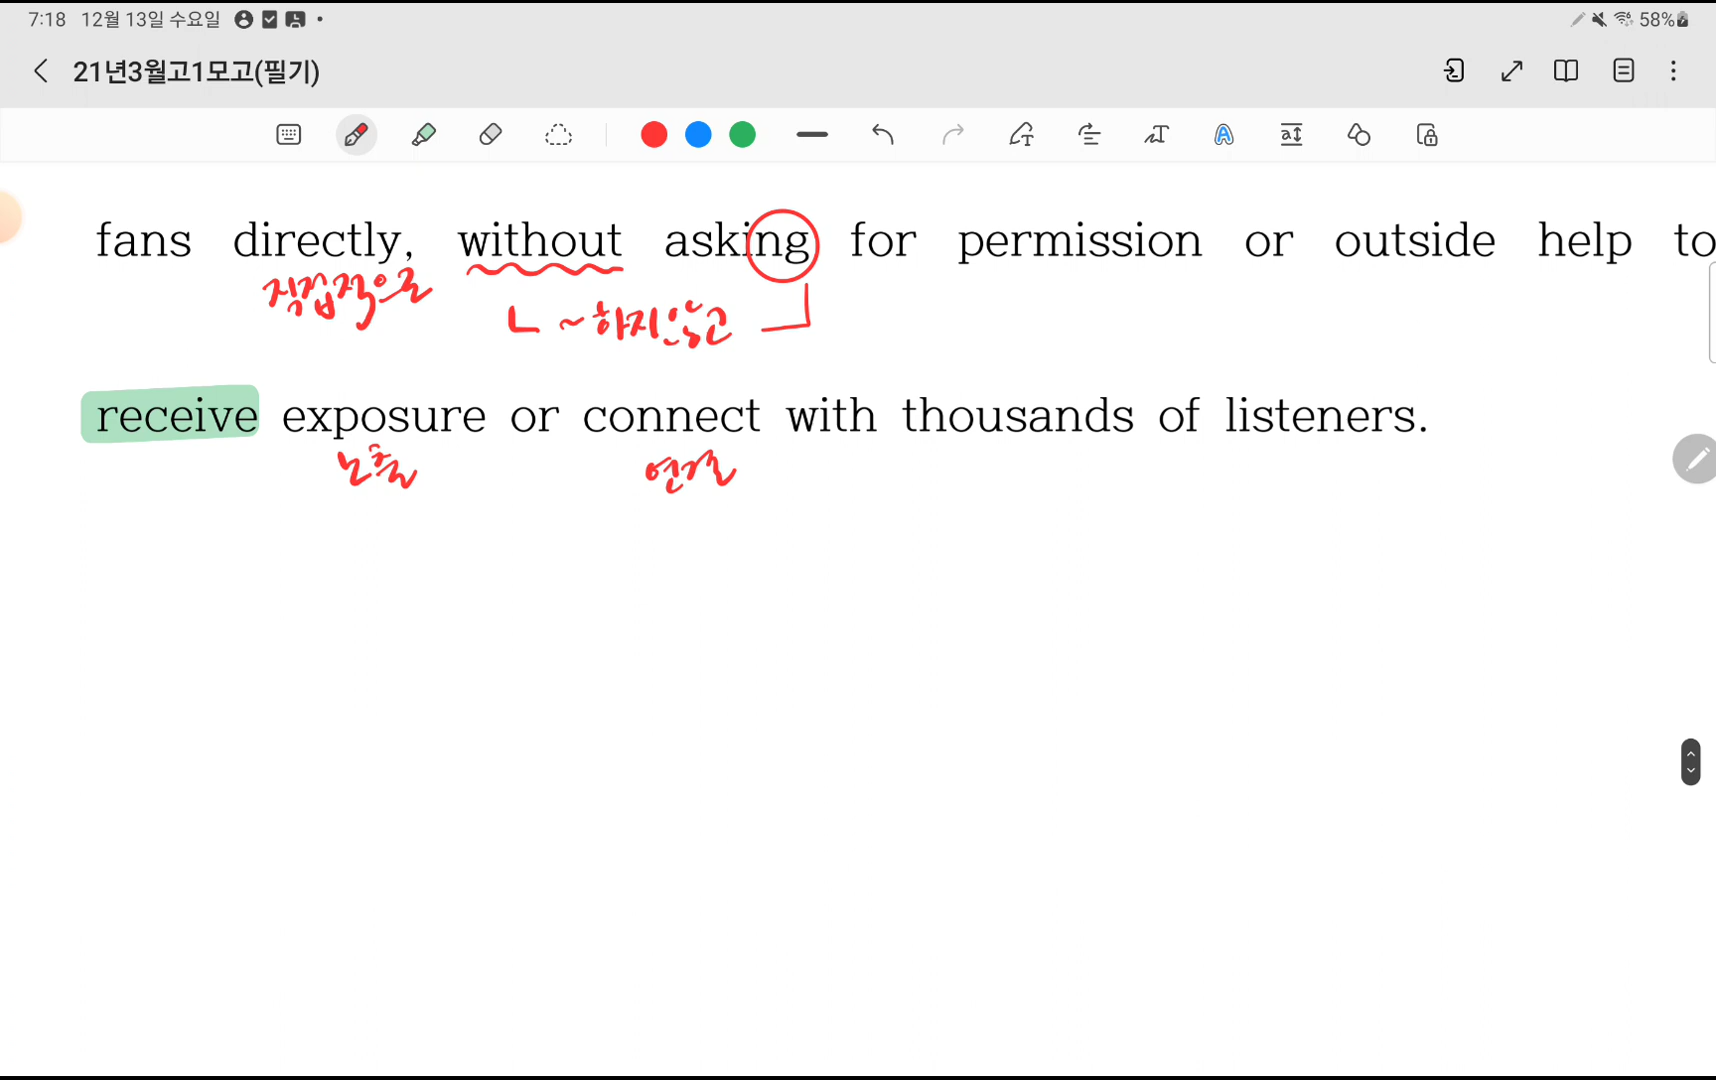 7:18 12월 13일 수요일 58%
21년3월고1모고(필기)
fans directly, without asking for permission or outside help to
직접적으로
~하지않고
receive exposure or connect with thousands of listeners.
노출
연결